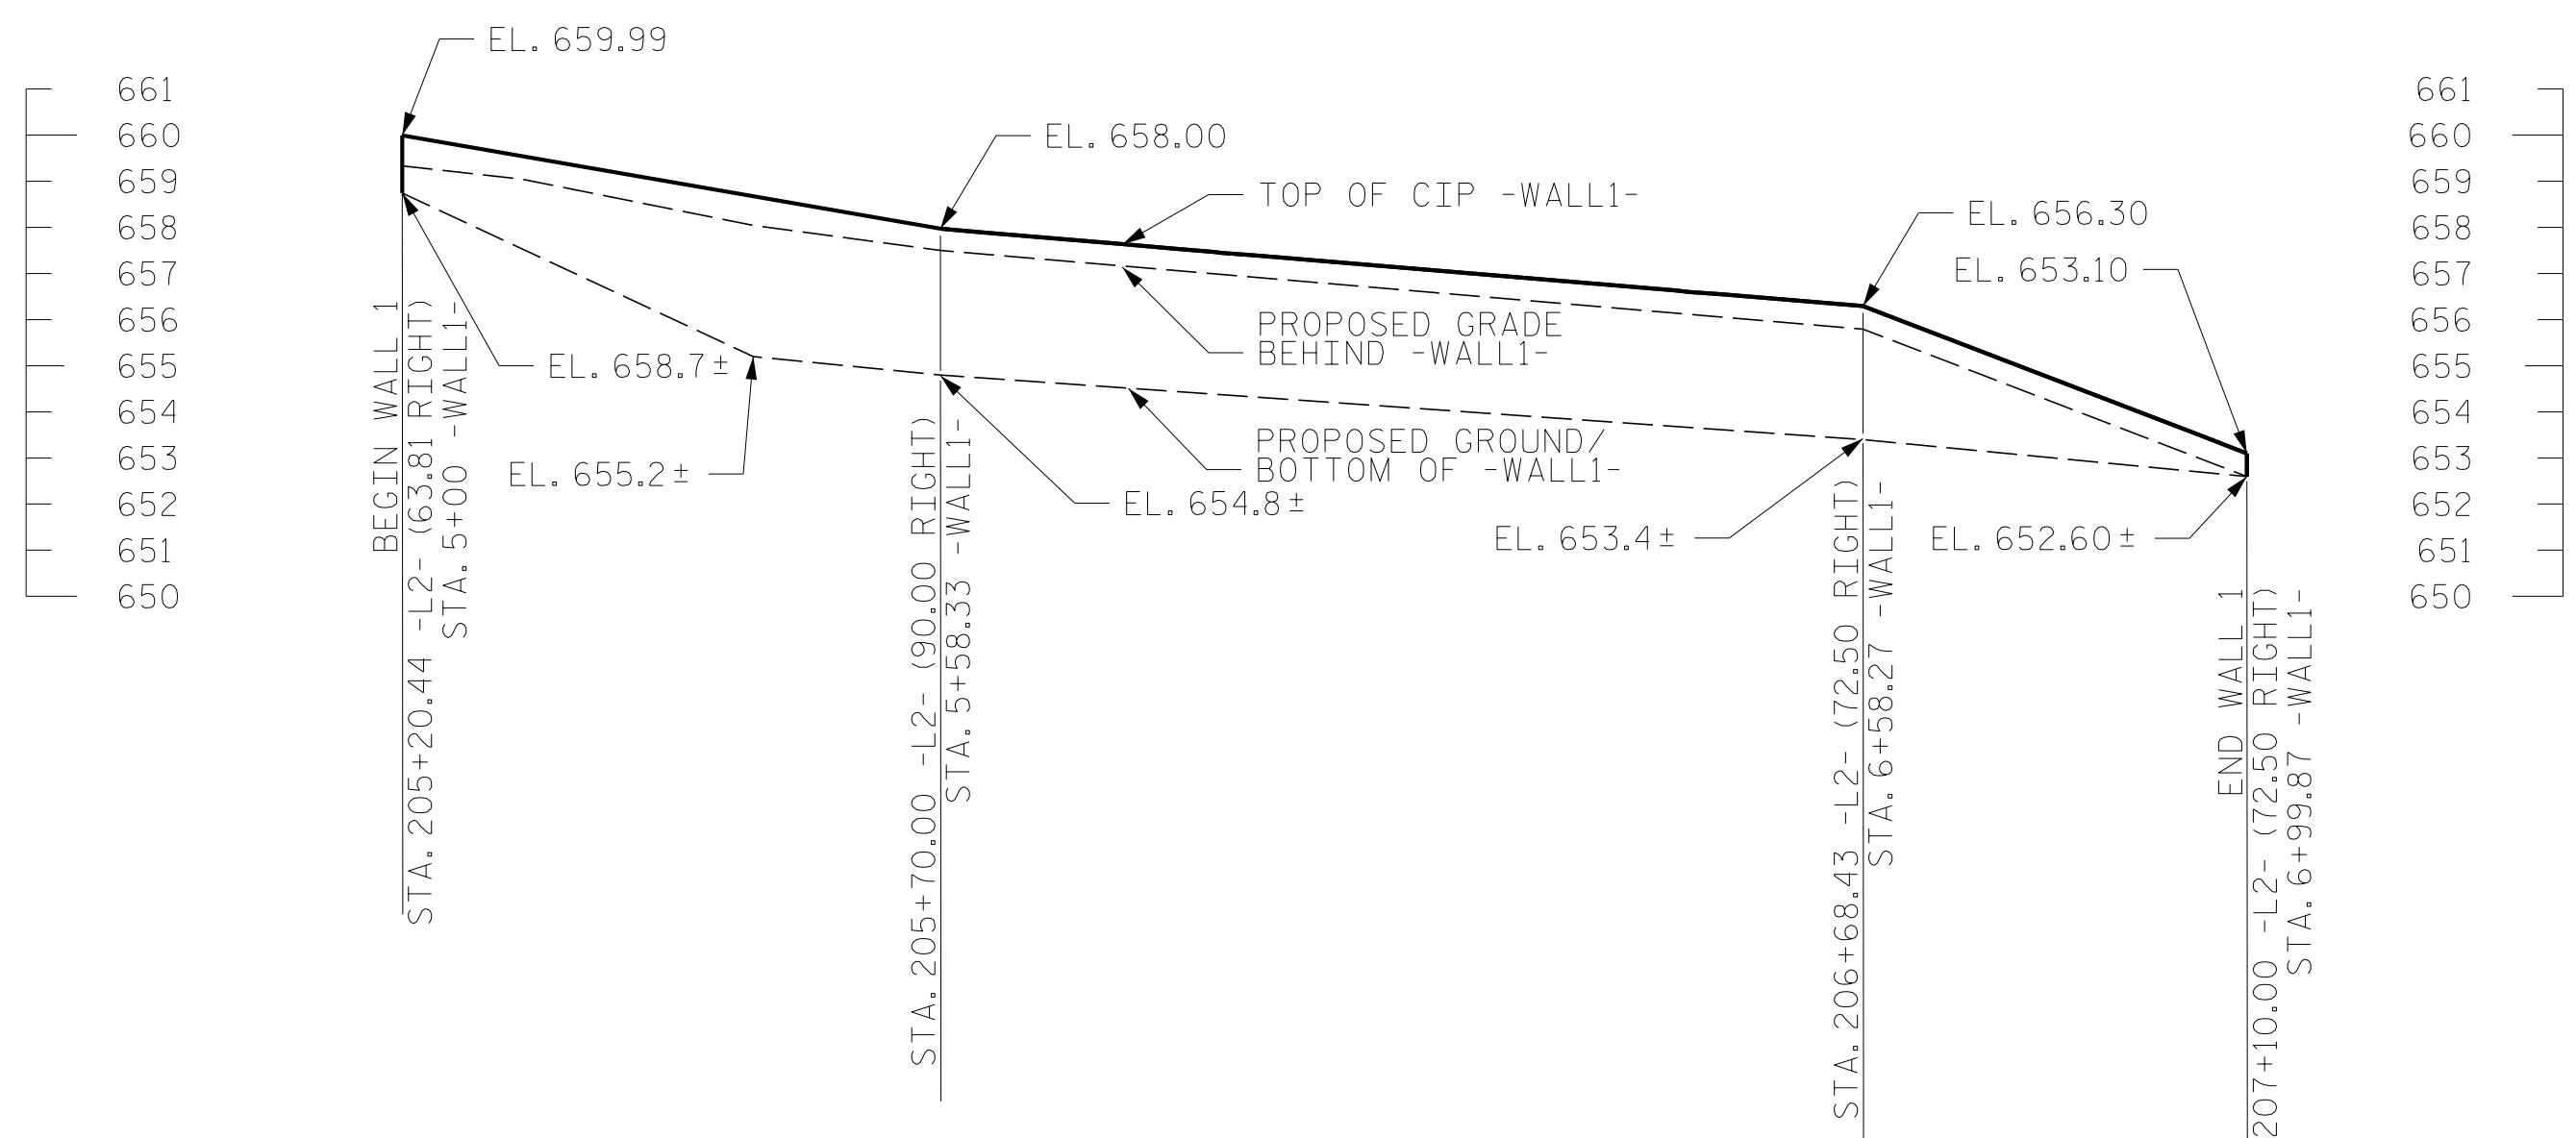 EL. 659.99
661
660
659
658
657
656
655
654
653
652
651
650
EL. 658.00
TOP OF CIP -WALL1-
EL. 656.30
EL. 653.10
661
660
659
658
657
656
655
654
653
652
651
650
PROPOSED GRADE
BEHIND -WALL1-
EL. 658.7±
EL. 655.2±
PROPOSED GROUND/
BOTTOM OF -WALL1-
EL. 654.8±
EL. 653.4±
EL. 652.60±
BEGIN WALL 1
STA. 205+20.44 -L2- (63.81 RIGHT)
STA. 5+00 -WALL1-
STA. 205+70.00 -L2- (90.00 RIGHT)
STA. 5+58.33 -WALL1-
STA. 206+68.43 -L2- (72.50 RIGHT)
STA. 6+58.27 -WALL1-
END WALL 1
207+10.00 -L2- (72.50 RIGHT)
STA. 6+99.87 -WALL1-